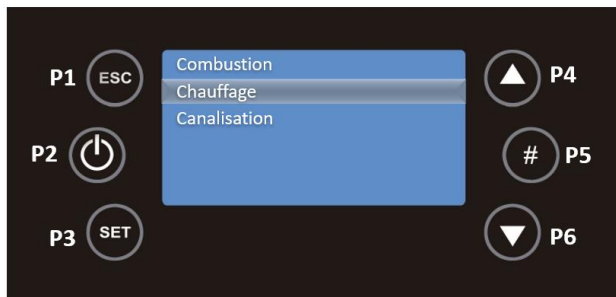 P1 ESC
P2
P3 SET
Combustion
Chauffage
Canalisation
P4
# P5
P6